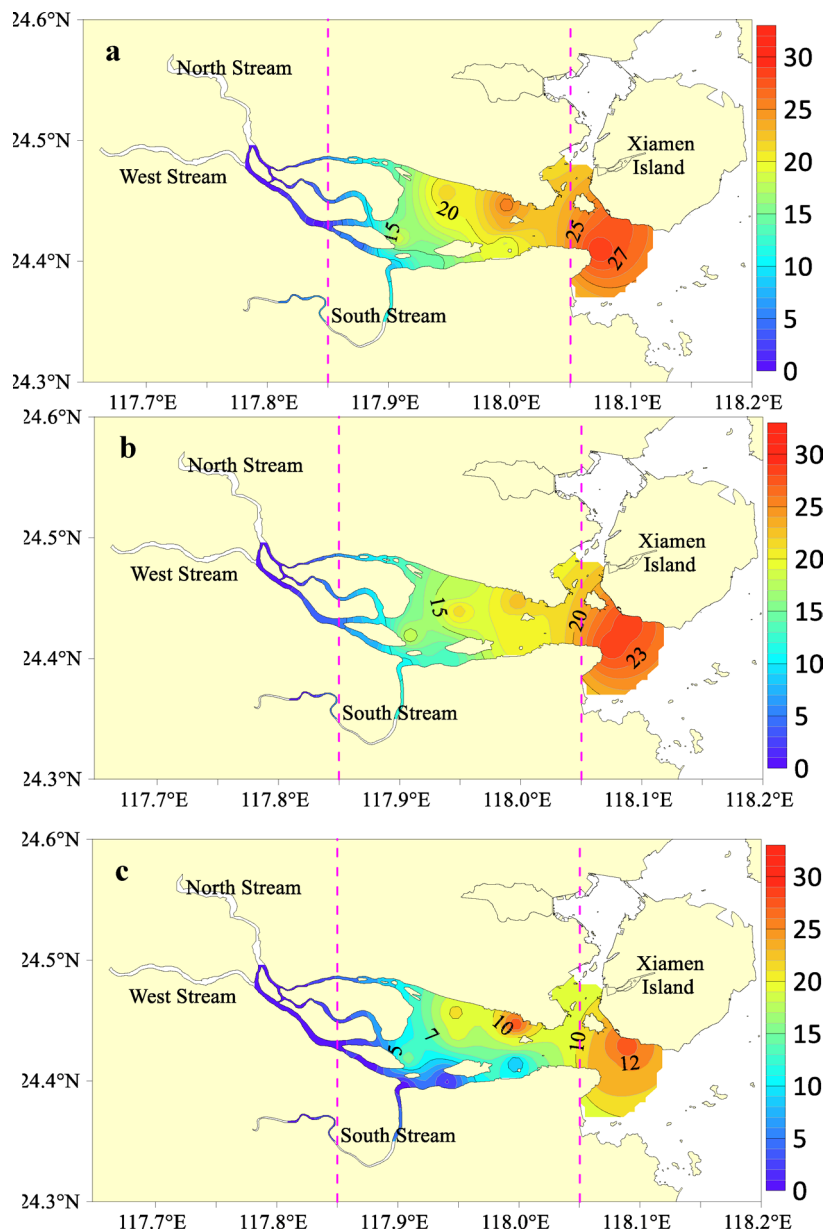 24.6°N
a
North Stream
30
25
24.5°N
Xiamen
Island
West Stream
20
20
15
25
15
27
24.4°N
10
South Stream
5
0
24.3°N
117.7°E 117.8°E 117.9°E 118.0°E 118.1°E 118.2°E
24.6°N
b
North Stream
30
25
24.5°N
Xiamen
Island
West Stream
20
15
20
15
23
24.4°N
10
South Stream
5
0
24.3°N
117.7°E 117.8°E 117.9°E 118.0°E 118.1°E 118.2°E
24.6°N
c
North Stream
30
25
24.5°N
Xiamen
Island
West Stream
20
10
7
10
5
15
12
24.4°N
10
South Stream
5
0
24.3°N
117.7°E 117.8°E 117.9°E 118.0°E 118.1°E 118.2°E